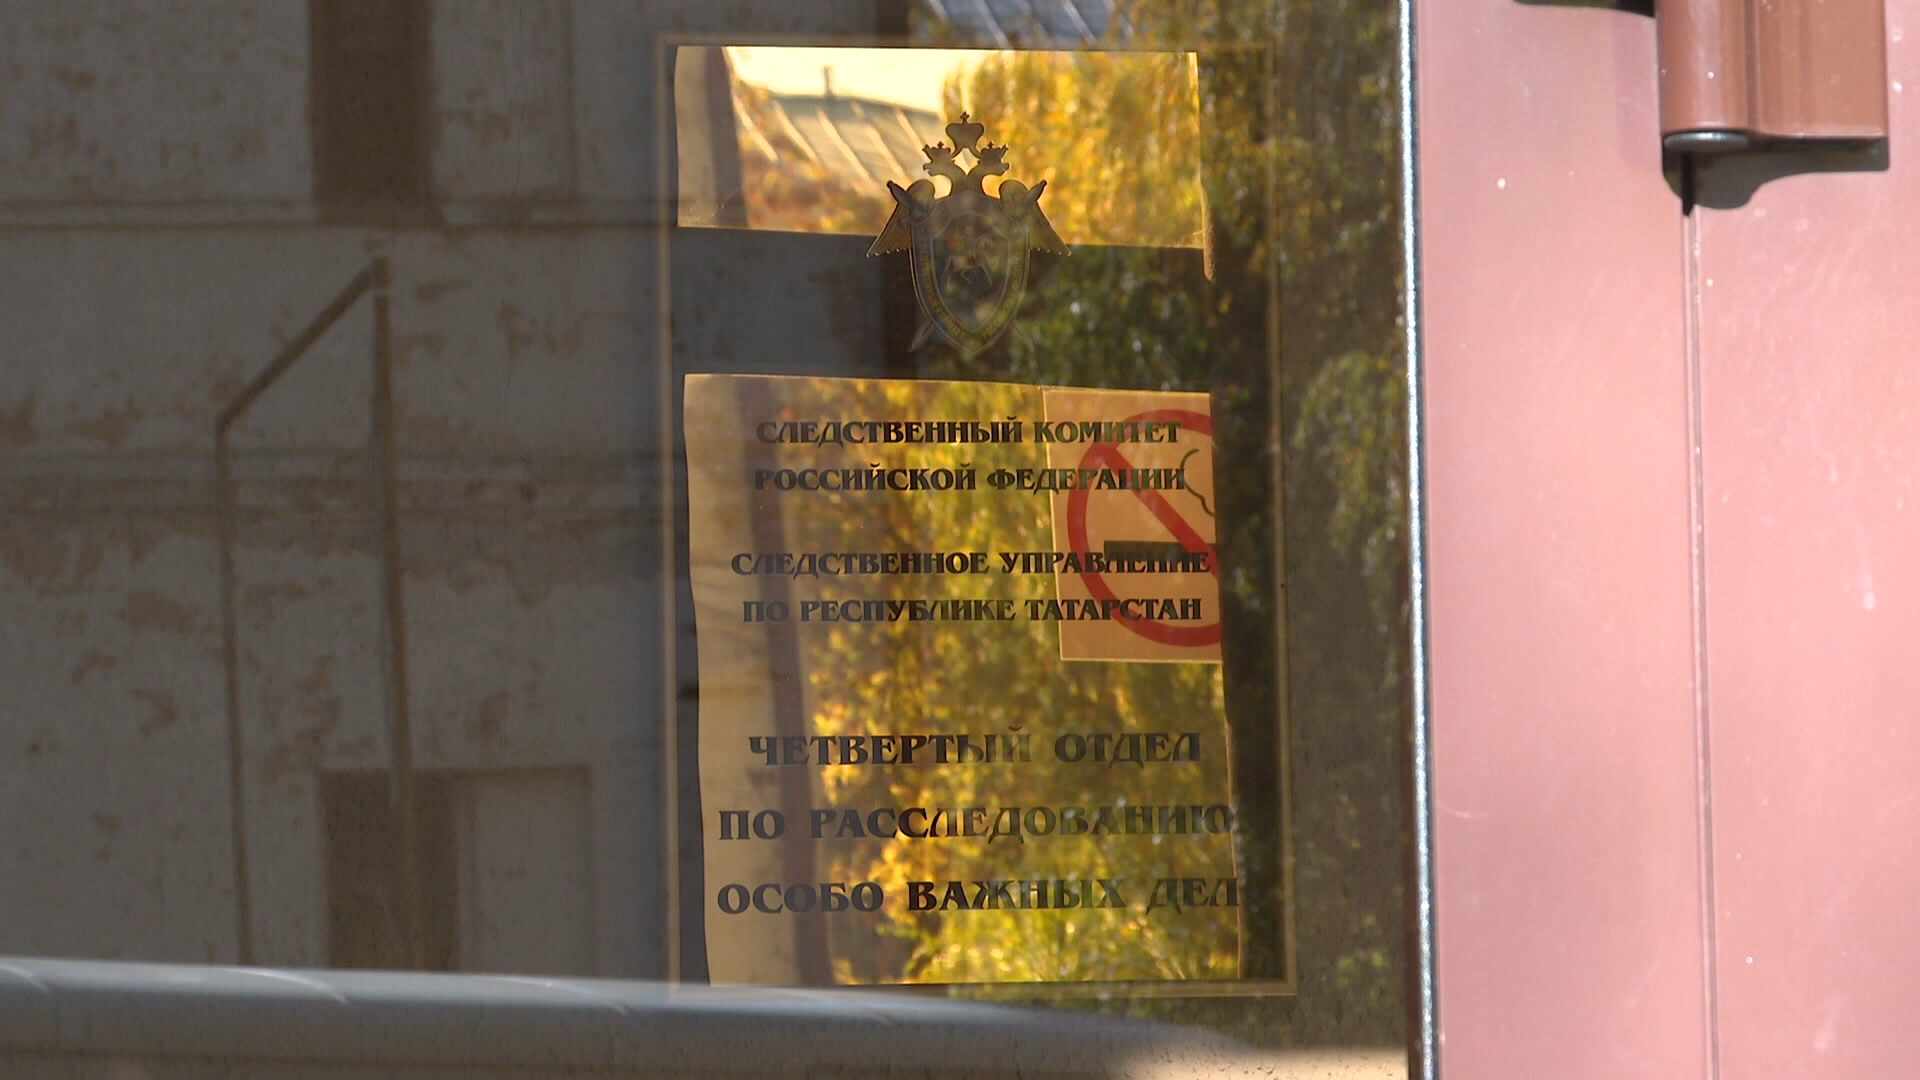 СЛЕДСТВЕННЫЙ КОМИТЕТ
РОССИЙСКОЙ ФЕДЕРАЦИИ
СЛЕДСТВЕННОЕ УПРАВЛЕНИЕ
ПО РЕСПУБЛИКЕ ТАТАРСТАН
ЧЕТВЕРТЫЙ ОТДЕЛ
ПО РАССЛЕДОВАНИЮ
ОСОБО ВАЖНЫХ ДЕЛ